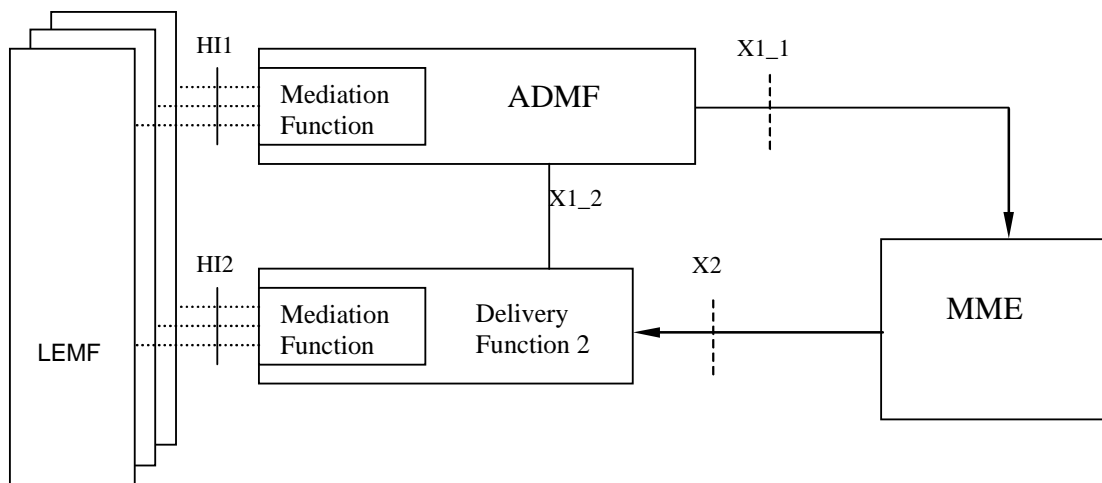 HI1
X1_1
Mediation
Function
ADMF
X1_2
HI2
X2
Mediation
Function
Delivery
Function 2
MME
LEMF